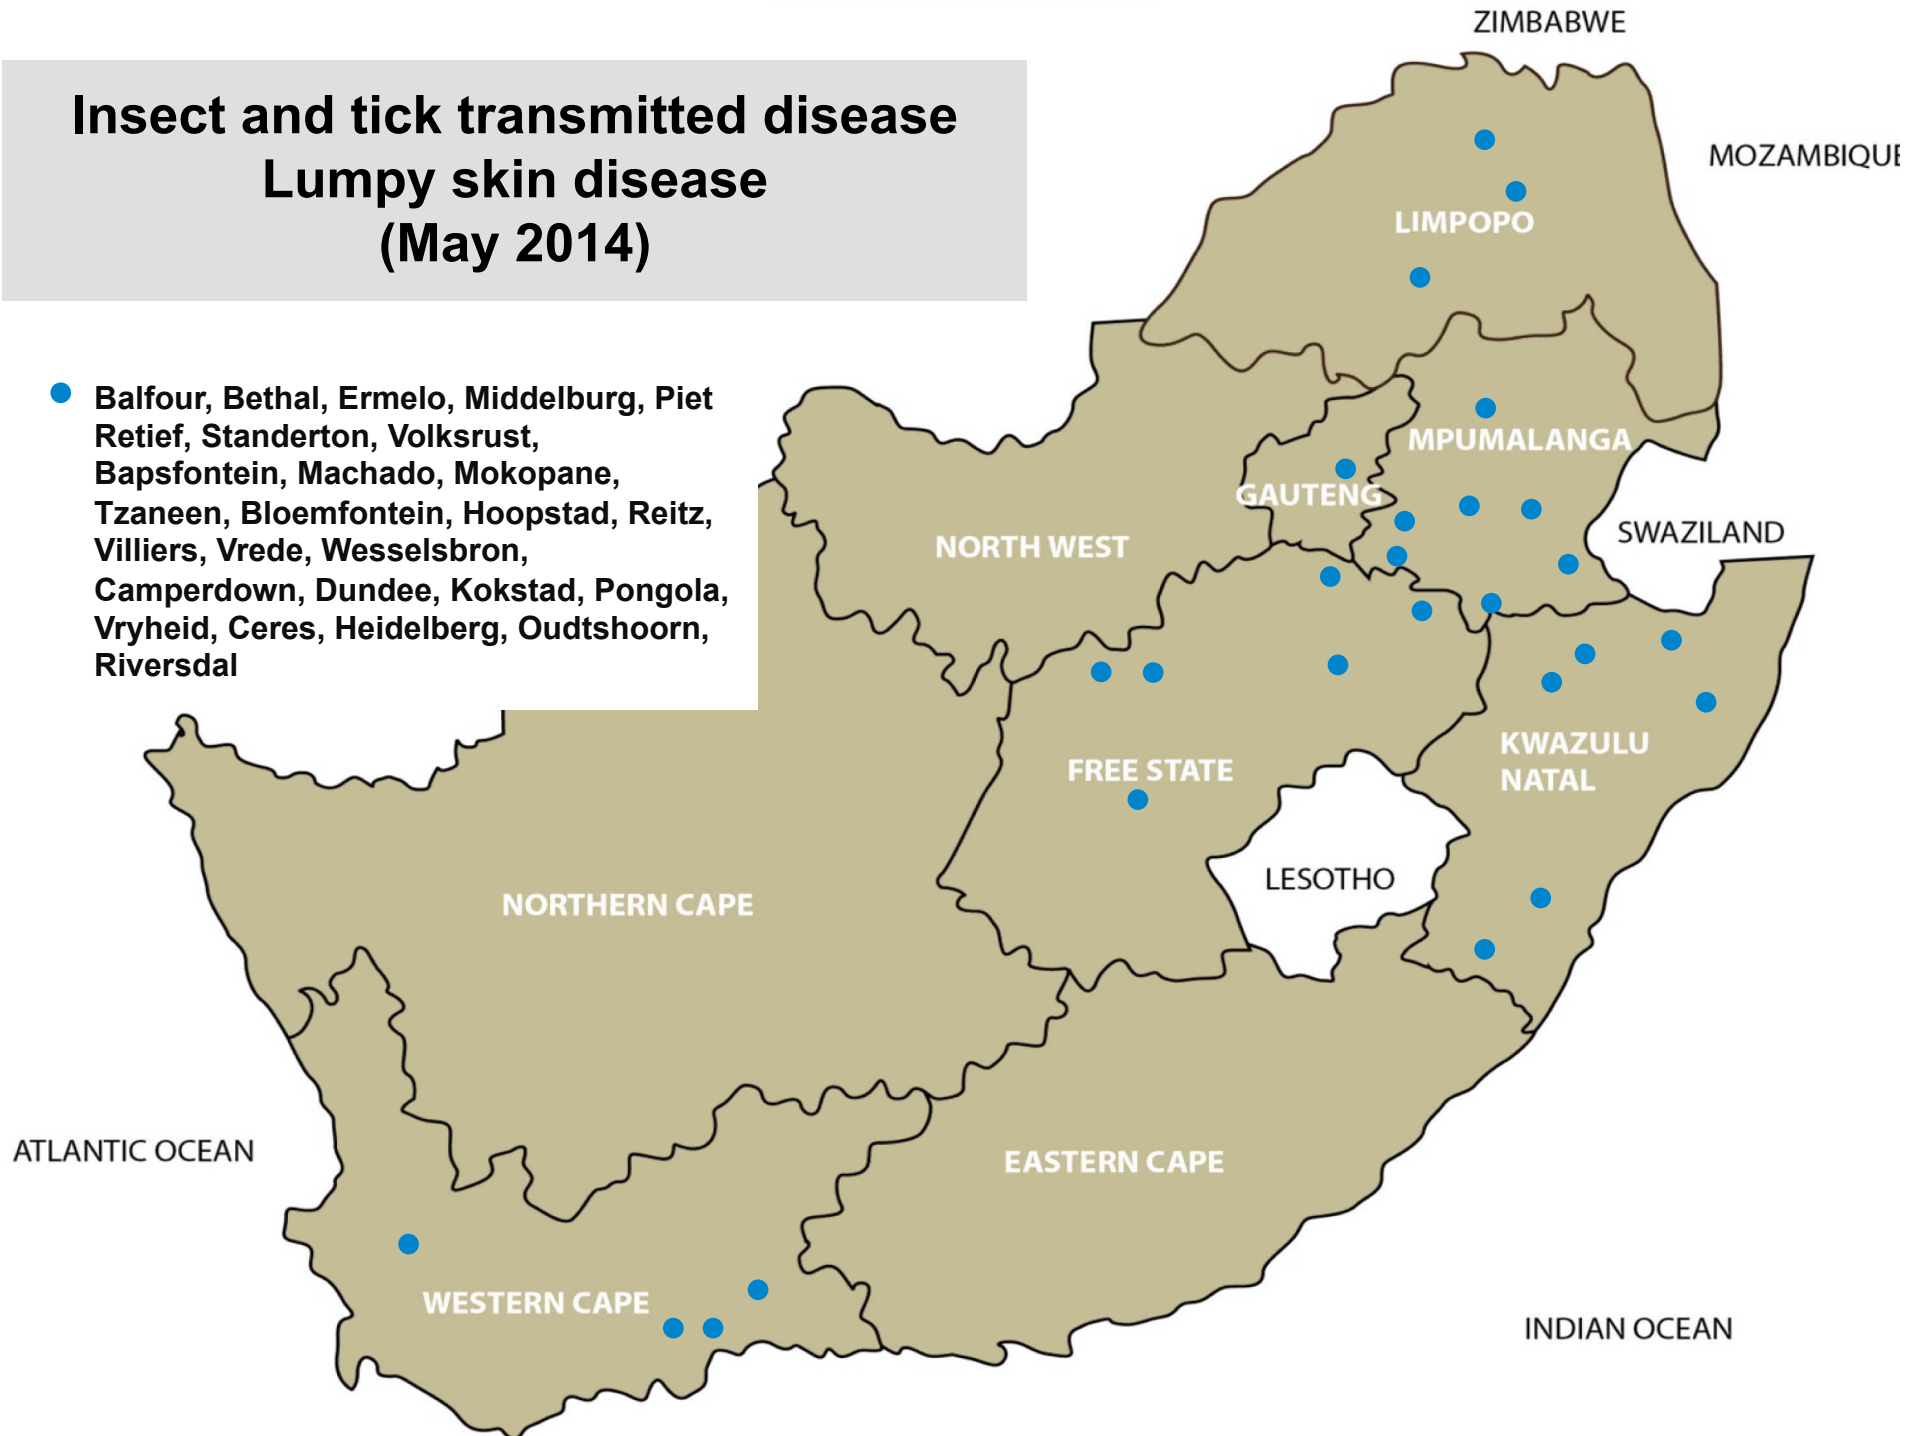 ZIMBABWE
Insect and tick transmitted disease
Lumpy skin disease
(May 2014)
MOZAMBIQUE
LIMPOPO
Balfour, Bethal, Ermelo, Middelburg, Piet
Retief, Standerton, Volksrust,
Bapsfontein, Machado, Mokopane,
Tzaneen, Bloemfontein, Hoopstad, Reitz,
Villiers, Vrede, Wesselsbron,
Camperdown, Dundee, Kokstad, Pongola,
Vryheid, Ceres, Heidelberg, Oudtshoorn,
Riversdal
MPUMALANGA
GAUTENG
SWAZILAND
NORTH WEST
KWAZULU
NATAL
FREE STATE
LESOTHO
NORTHERN CAPE
ATLANTIC OCEAN
EASTERN CAPE
WESTERN CAPE
INDIAN OCEAN